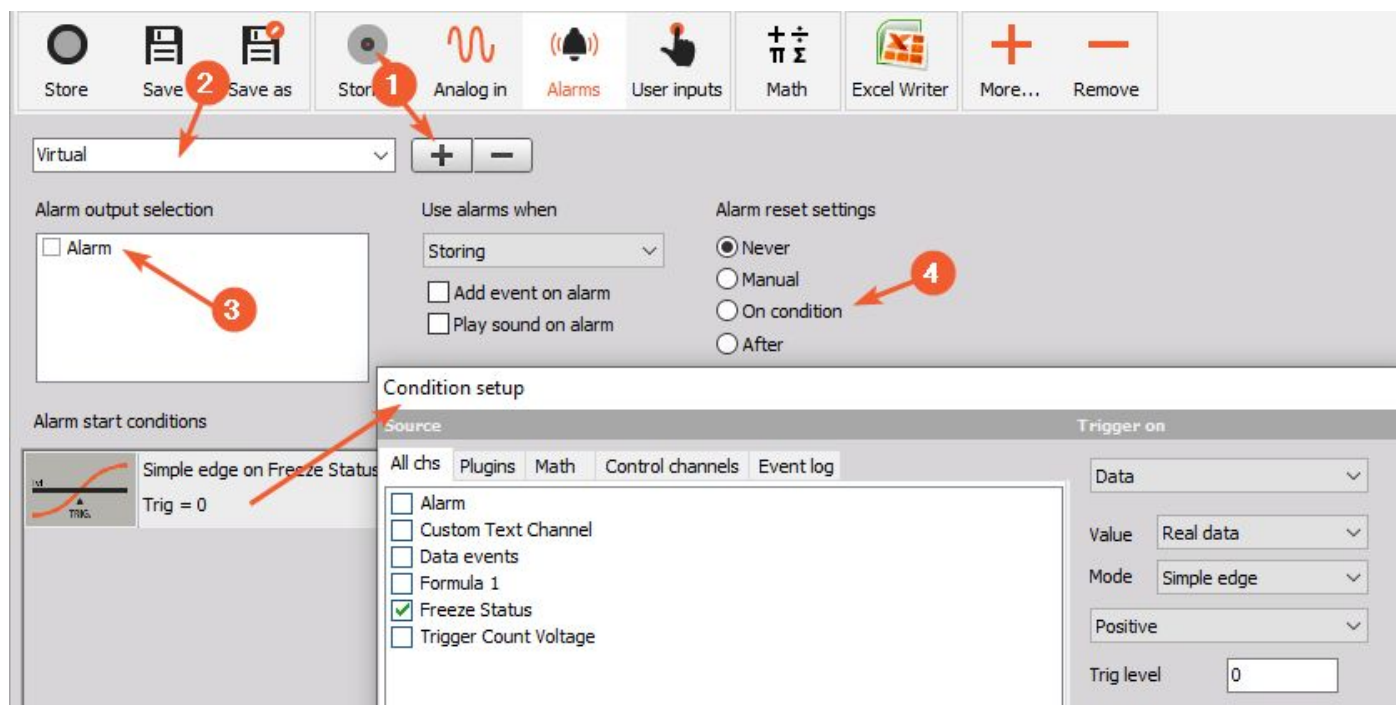 Store Save Save as Stori Analog in Alarms User inputs Math Excel Writer More... Remove
2 1
Virtual + −
Alarm output selection Use alarms when Alarm reset settings
Alarm Storing Never
Add event on alarm Manual
4
3 Play sound on alarm On condition
After
Condition setup
Alarm start conditions Source Trigger on
All chs Plugins Math Control channels Event log
Simple edge on Freeze Status Data
Trig = 0 Alarm
TRIG. Custom Text Channel Value Real data
Data events
Formula 1 Mode Simple edge
Freeze Status Positive
Trigger Count Voltage
Trig level 0